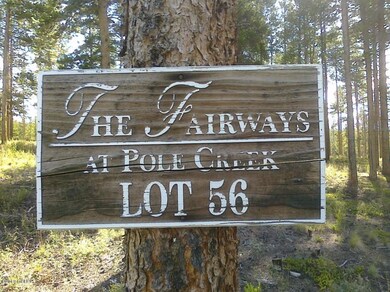 The Fairways
at Pole Creek
Lot 56